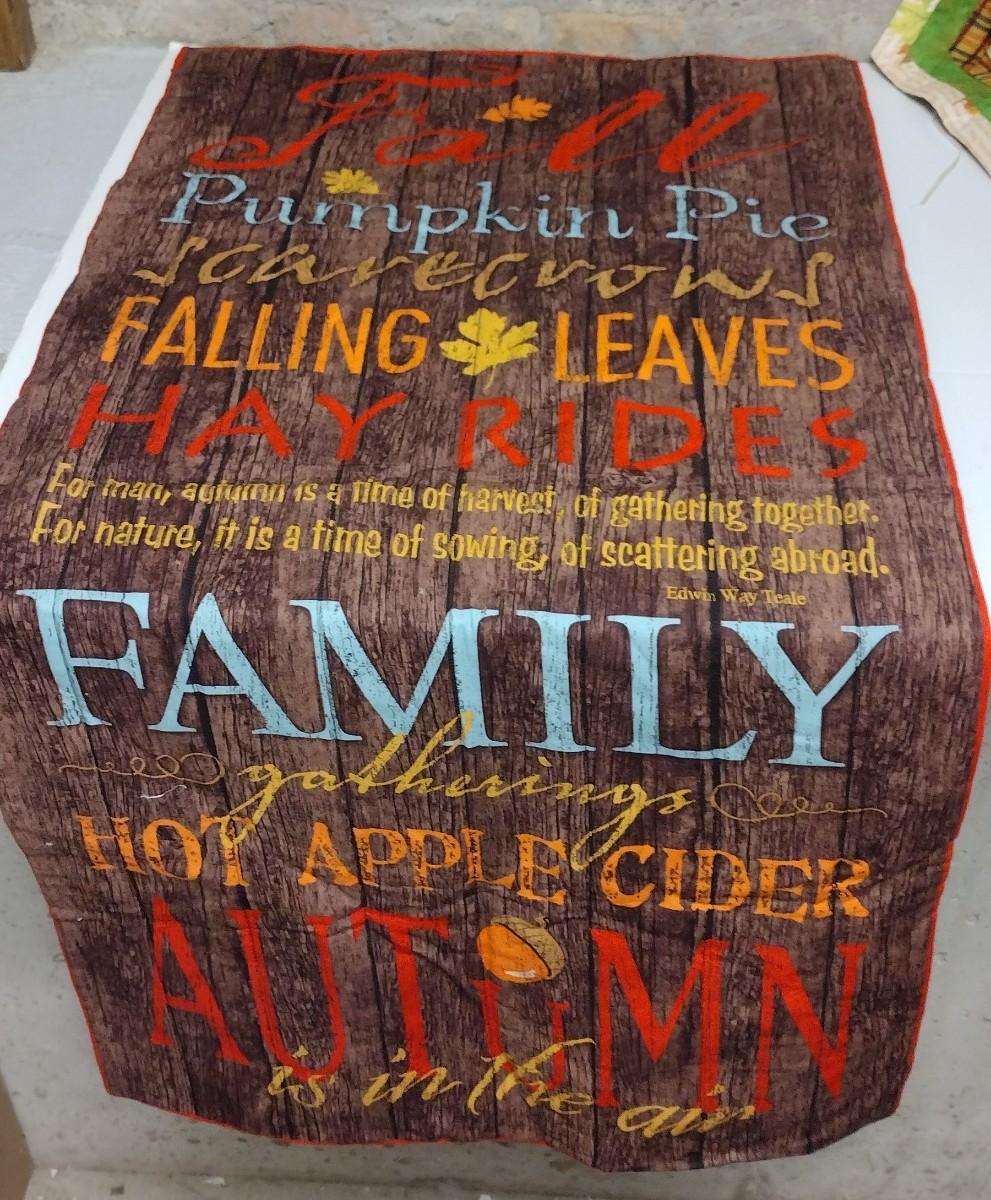 Fall
Pumpkin Pie
scarecrows
FALLING LEAVES
HAY RIDES
For man, autumn is a time of harvest, of gathering together.
For nature, it is a time of sowing, of scattering abroad.
Edwin Way Teale
FAMILY
gatherings
HOT APPLE CIDER
AUTUMN
is in the air